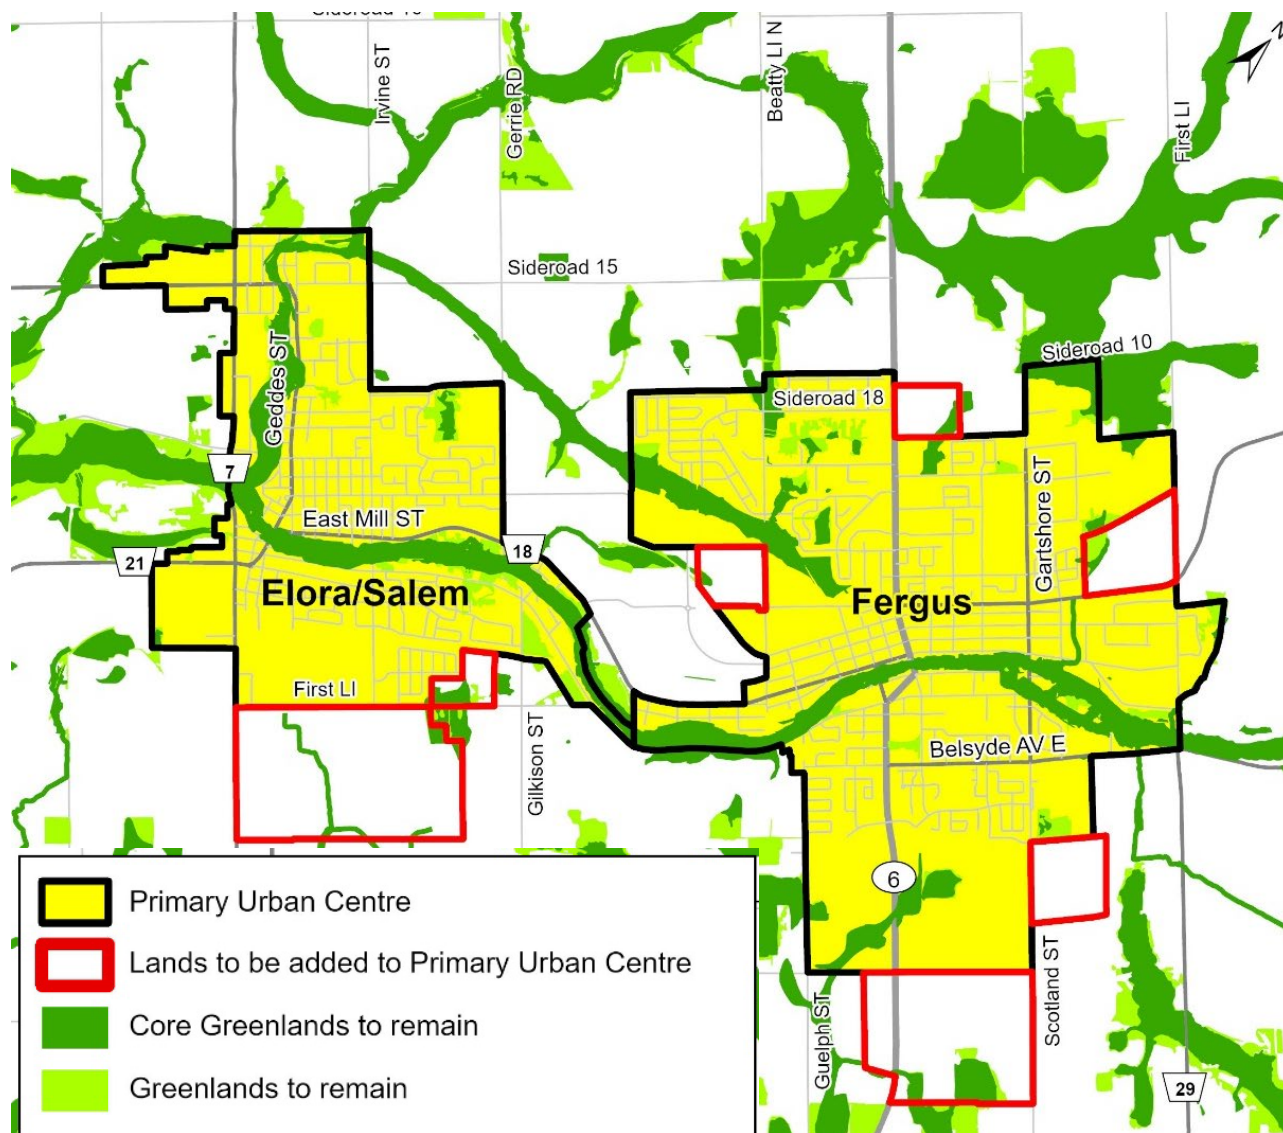 Irvine ST
Gerrie RD
Beatty LI N
First LI
N
Sideroad 15
Sideroad 10
Sideroad 18
Geddes ST
7
East Mill ST
18
21
Gartshore ST
Elora/Salem
Fergus
First LI
Gilkison ST
Belsyde AV E
6
Scotland ST
Guelph ST
29
Primary Urban Centre
Lands to be added to Primary Urban Centre
Core Greenlands to remain
Greenlands to remain